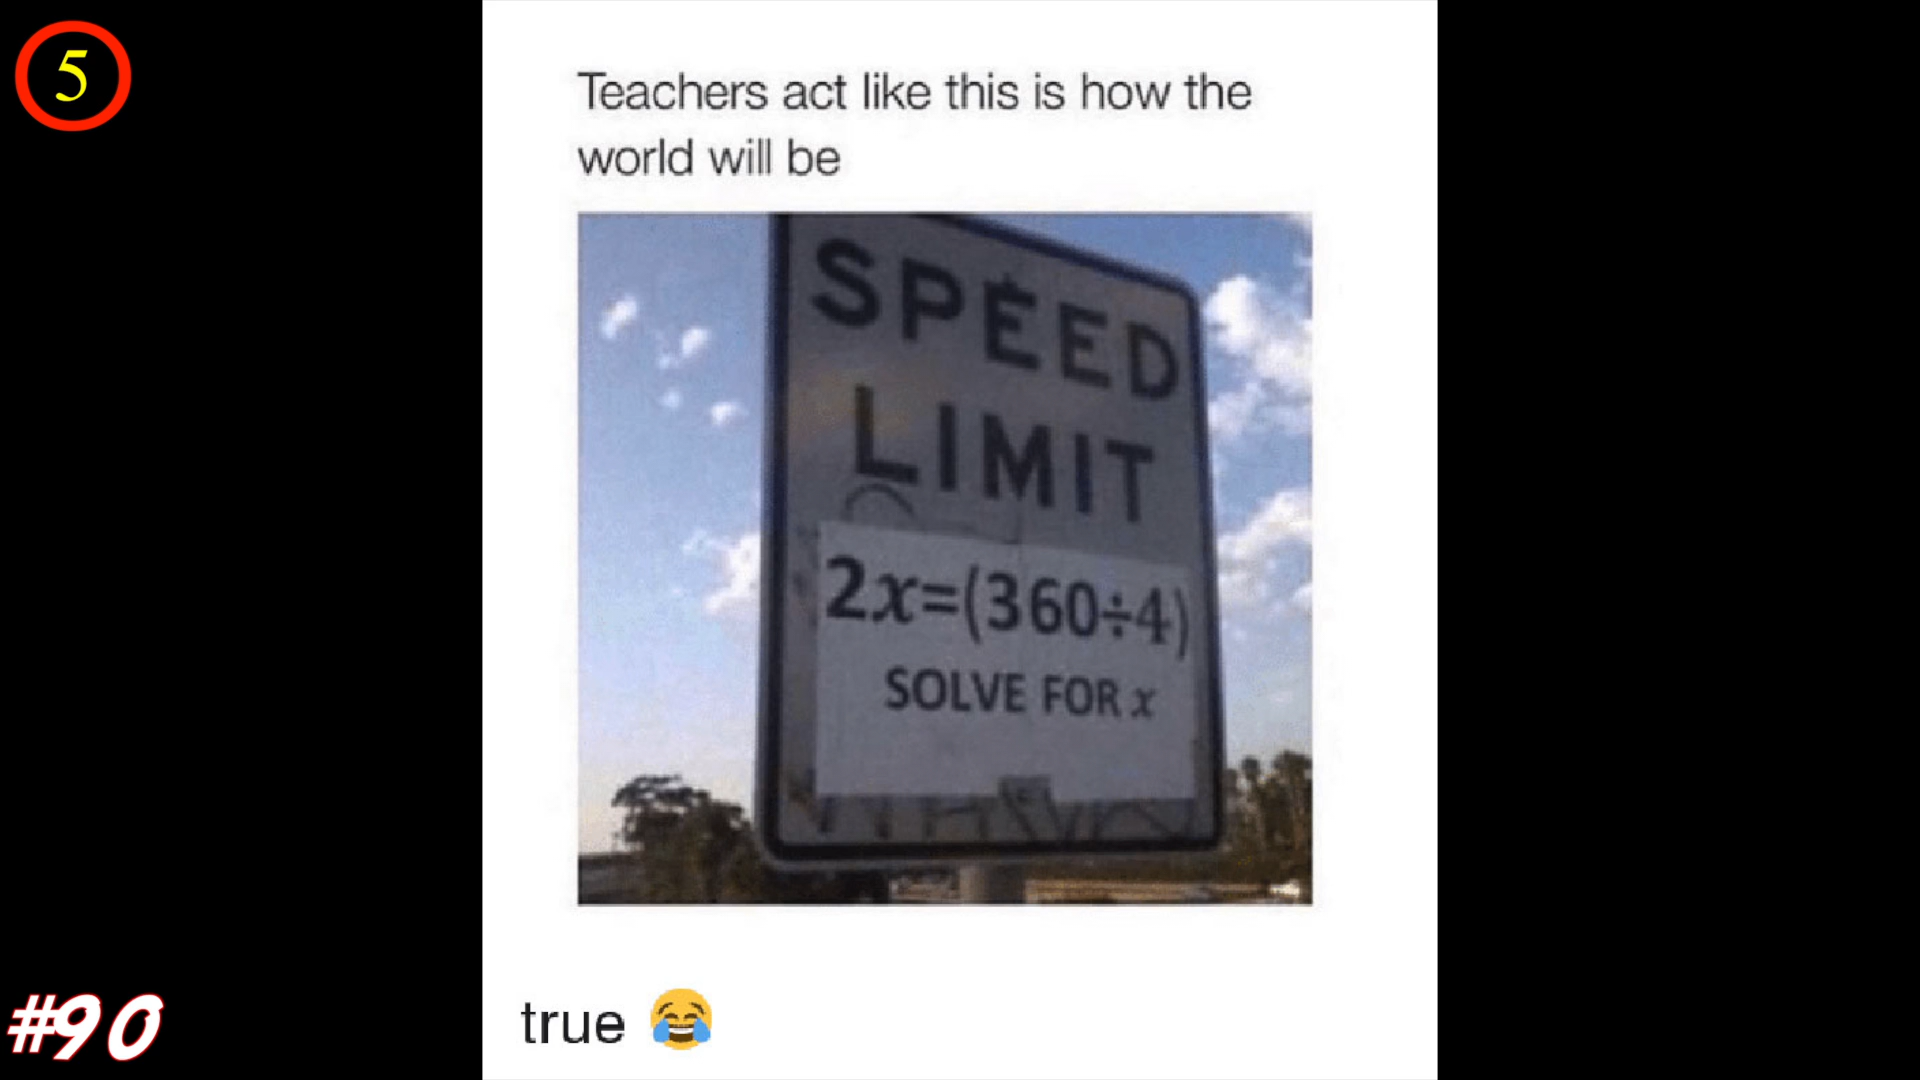 5
Teachers act like this is how the
world will be
SPEED
LIMIT
2x=(360÷4)
SOLVE FOR x
true 😂
#90